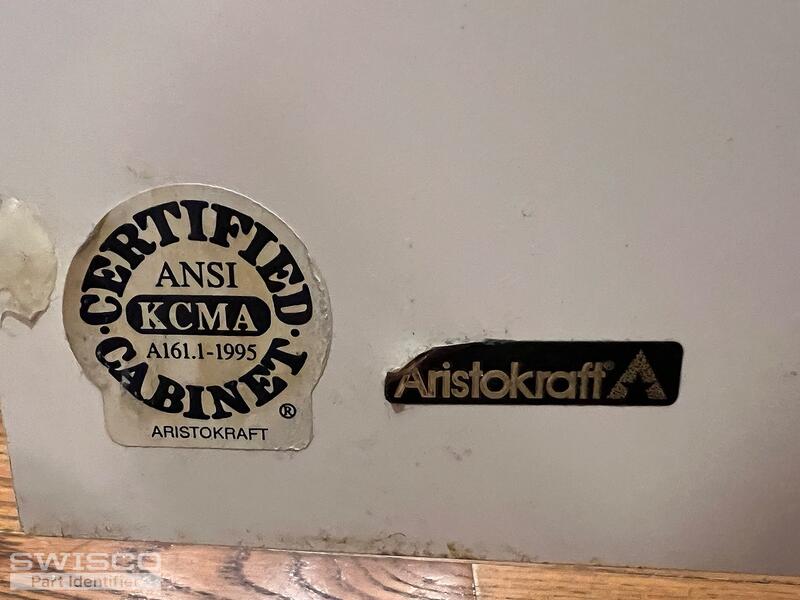 CERTIFIED
ANSI
KCMA
A161.1-1995
CABINET
®
ARISTOKRAFT
Aristokraft®
SWISCO
Part Identifier